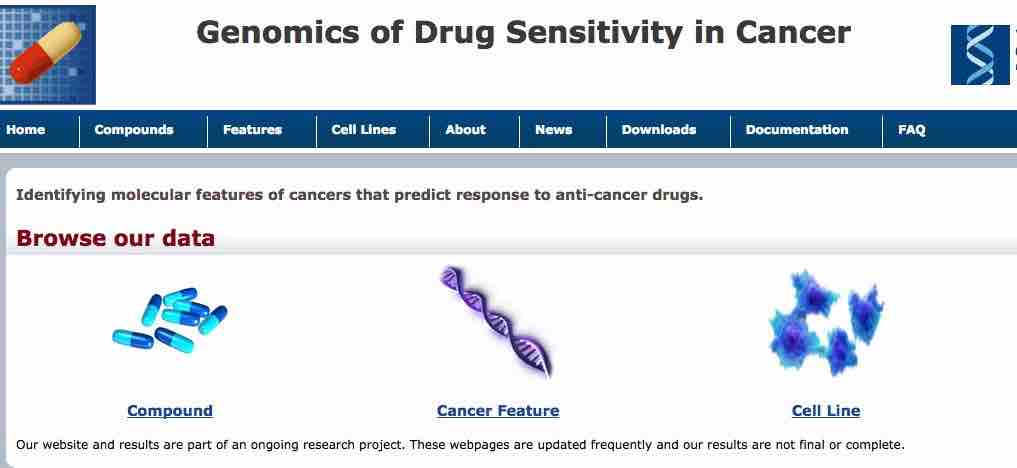 Genomics of Drug Sensitivity in Cancer
Home Compounds Features Cell Lines About News Downloads Documentation FAQ
Identifying molecular features of cancers that predict response to anti-cancer drugs.
Browse our data
Compound Cancer Feature Cell Line
Our website and results are part of an ongoing research project. These webpages are updated frequently and our results are not final or complete.